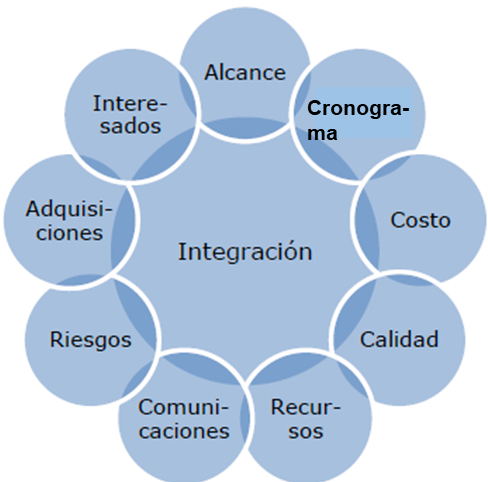 Alcance
Cronogra-
ma
Costo
Calidad
Recur-
sos
Comuni-
caciones
Riesgos
Adquisi-
ciones
Intere-
sados
Integración